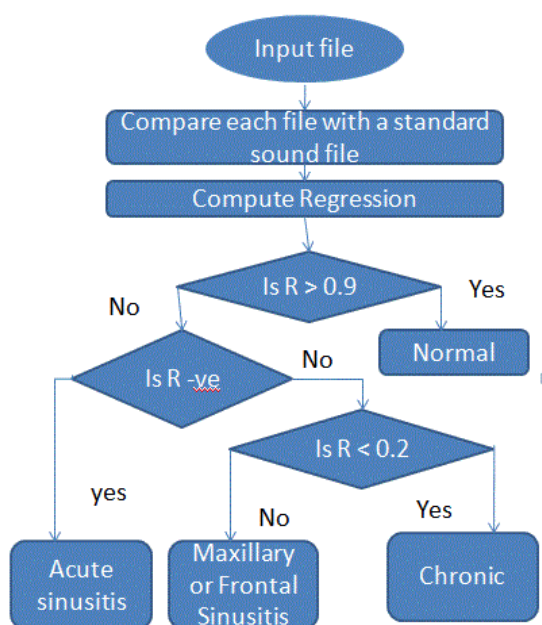 Input file
Compare each file with a standard
sound file
Compute Regression
Is R > 0.9
No
Yes
Normal
Is R -ve
No
Is R < 0.2
yes
No
Yes
Acute
sinusitis
Maxillary
or Frontal
Sinusitis
Chronic